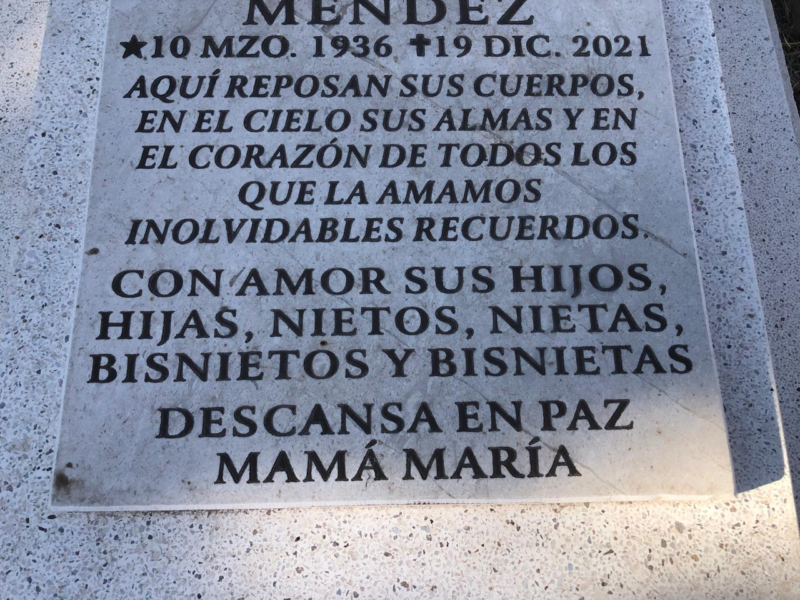 MÉNDEZ
★10 MZO. 1936 ✝19 DIC. 2021
AQUÍ REPOSAN SUS CUERPOS,
EN EL CIELO SUS ALMAS Y EN
EL CORAZÓN DE TODOS LOS
QUE LA AMAMOS
INOLVIDABLES RECUERDOS.
CON AMOR SUS HIJOS,
HIJAS, NIETOS, NIETAS,
BISNIETOS Y BISNIETAS
DESCANSA EN PAZ
MAMÁ MARÍA